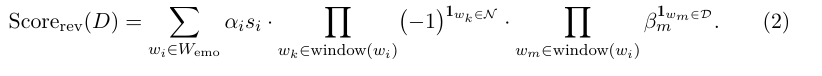 Score_rev(D) = ∑_{w_i∈W_emo} α_i s_i · ∏_{w_k∈window(w_i)} (−1)^{1_{w_k∈𝒩}} · ∏_{w_m∈window(w_i)} β_m^{1_{w_m∈𝒟}}. (2)